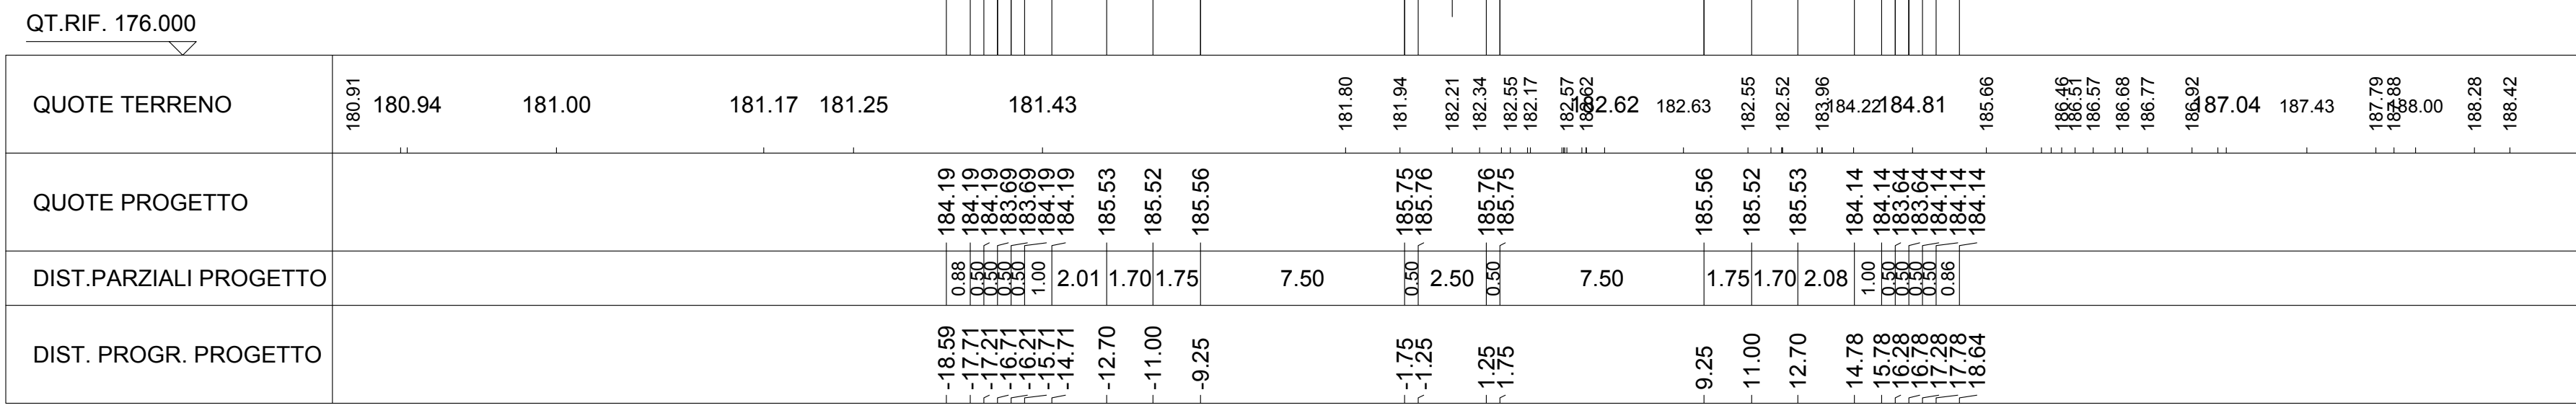 QT.RIF. 176.000
QUOTE TERRENO 180.91 180.94 181.00 181.17 181.25 181.43 181.80 181.94 182.21 182.34 182.55 182.17 182.57 182.62 182.62 182.63 182.55 182.52 183.96 184.22 184.81 185.66 186.46 186.51 186.57 186.68 186.77 186.92 187.04 187.43 187.79 187.88 188.00 188.28 188.42
QUOTE PROGETTO 184.19 184.19 184.19 183.69 183.69 184.19 184.19 185.53 185.52 185.56 185.75 185.76 185.76 185.75 185.56 185.52 185.53 184.14 184.14 183.64 183.64 184.14 184.14 184.14
DIST.PARZIALI PROGETTO 0.88 0.50 0.50 0.50 0.50 1.00 2.01 1.70 1.75 7.50 0.50 2.50 0.50 7.50 1.75 1.70 2.08 1.00 0.50 0.50 0.50 0.50 0.86
DIST. PROGR. PROGETTO -18.59 -17.71 -17.21 -16.71 -16.21 -15.71 -14.71 -12.70 -11.00 -9.25 -1.75 -1.25 1.25 1.75 9.25 11.00 12.70 14.78 15.78 16.28 16.78 17.28 17.78 18.64